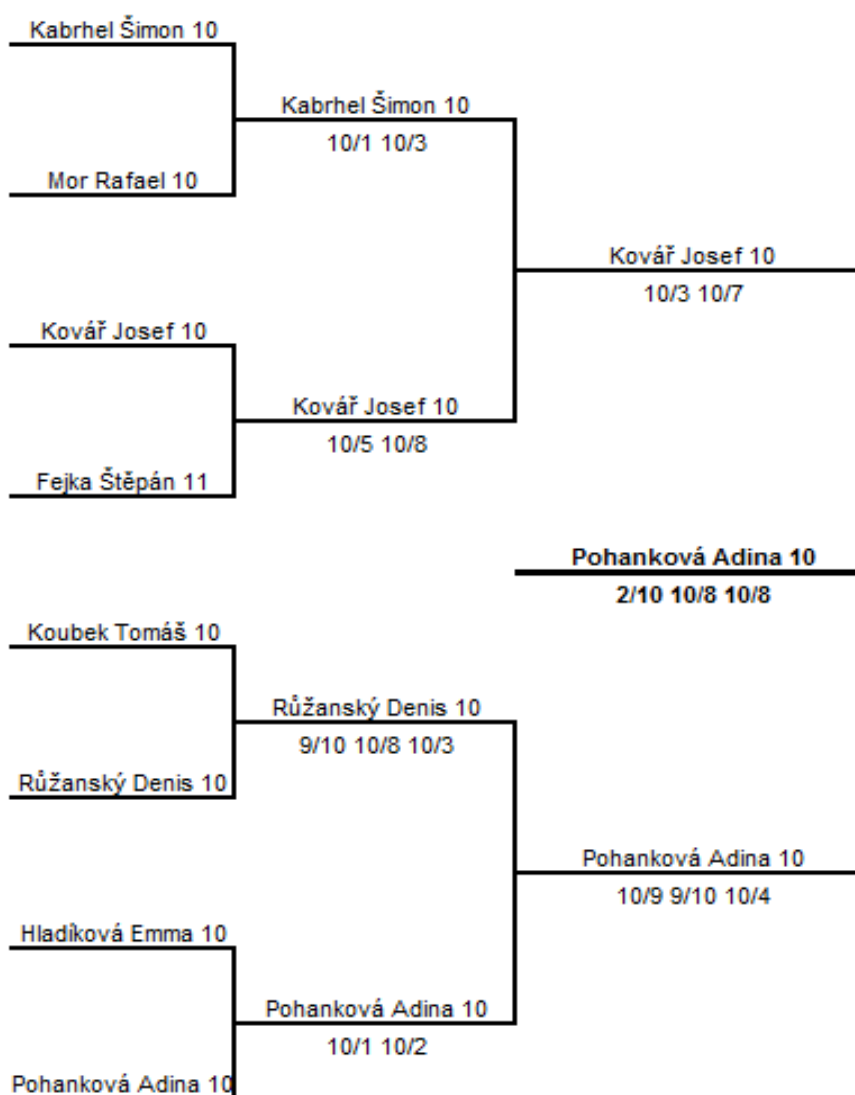 Kabrhel Šimon 10
Kabrhel Šimon 10
10/1 10/3
Mor Rafael 10
Kovář Josef 10
10/3 10/7
Kovář Josef 10
Kovář Josef 10
10/5 10/8
Fejka Štěpán 11
Pohanková Adina 10
2/10 10/8 10/8
Koubek Tomáš 10
Růžanský Denis 10
9/10 10/8 10/3
Růžanský Denis 10
Pohanková Adina 10
10/9 9/10 10/4
Hladíková Emma 10
Pohanková Adina 10
10/1 10/2
Pohanková Adina 10